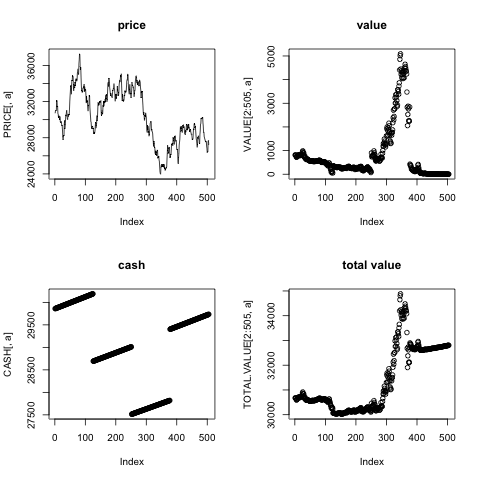 price
PRICE[, a]
24000 28000 32000 36000
0 100 200 300 400 500
Index
value
VALUE[2:505, a]
0 1000 3000 5000
0 100 200 300 400 500
Index
cash
CASH[, a]
27500 28500 29500
0 100 200 300 400 500
Index
total value
TOTAL.VALUE[2:505, a]
30000 32000 34000
0 100 200 300 400 500
Index